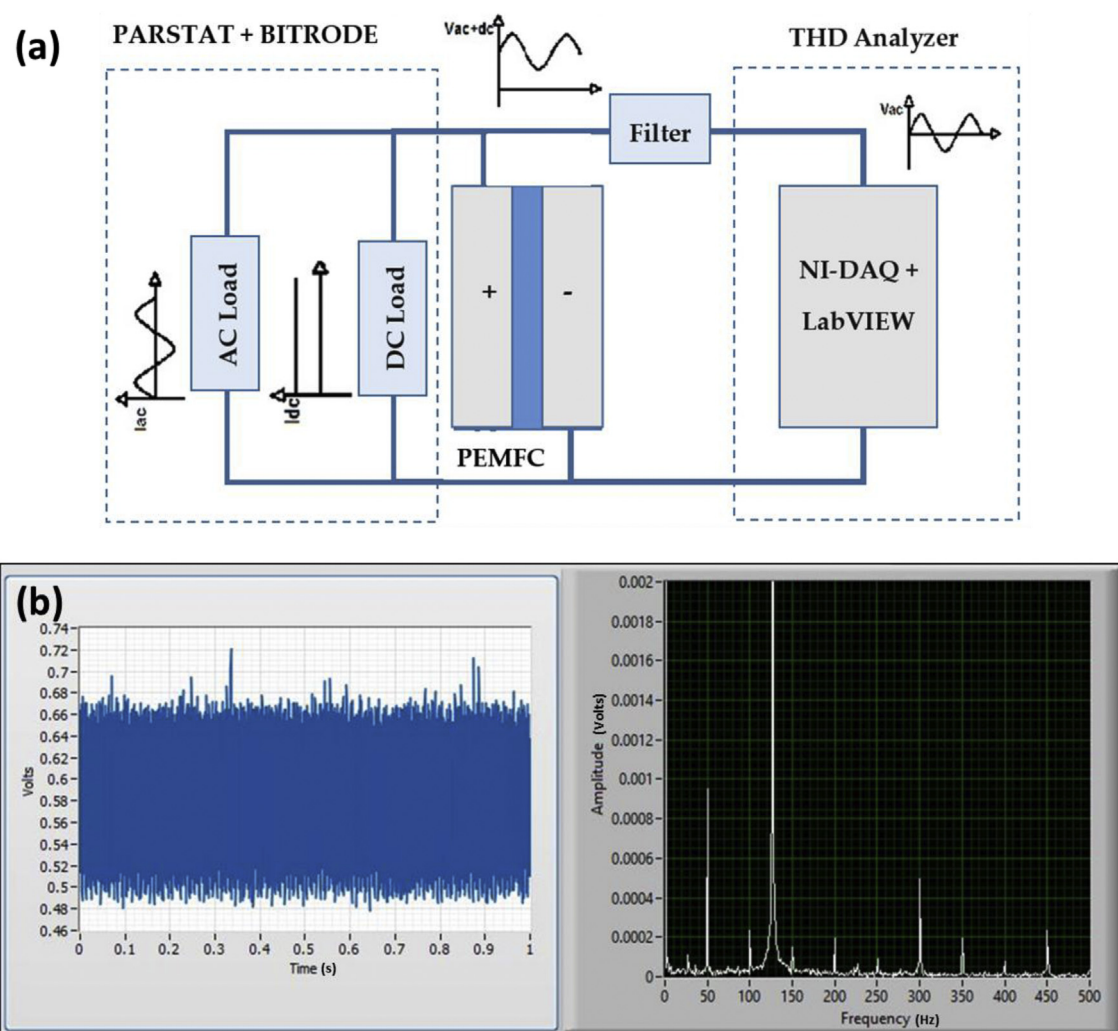 (a)
PARSTAT + BITRODE
Vac+dc
THD Analyzer
Filter
Vac
AC Load
Iac
DC Load
Idc
+
-
PEMFC
NI-DAQ +
LabVIEW
(b)
0.74
0.72
0.7
0.68
0.66
0.64
0.62
0.6
0.58
0.56
0.54
0.52
0.5
0.48
0.46
Volts
0 0.1 0.2 0.3 0.4 0.5 0.6 0.7 0.8 0.9 1
Time (s)
0.002
0.0018
0.0016
0.0014
0.0012
0.001
0.0008
0.0006
0.0004
0.0002
0
Amplitude (Volts)
0 50 100 150 200 250 300 350 400 450 500
Frequency (Hz)